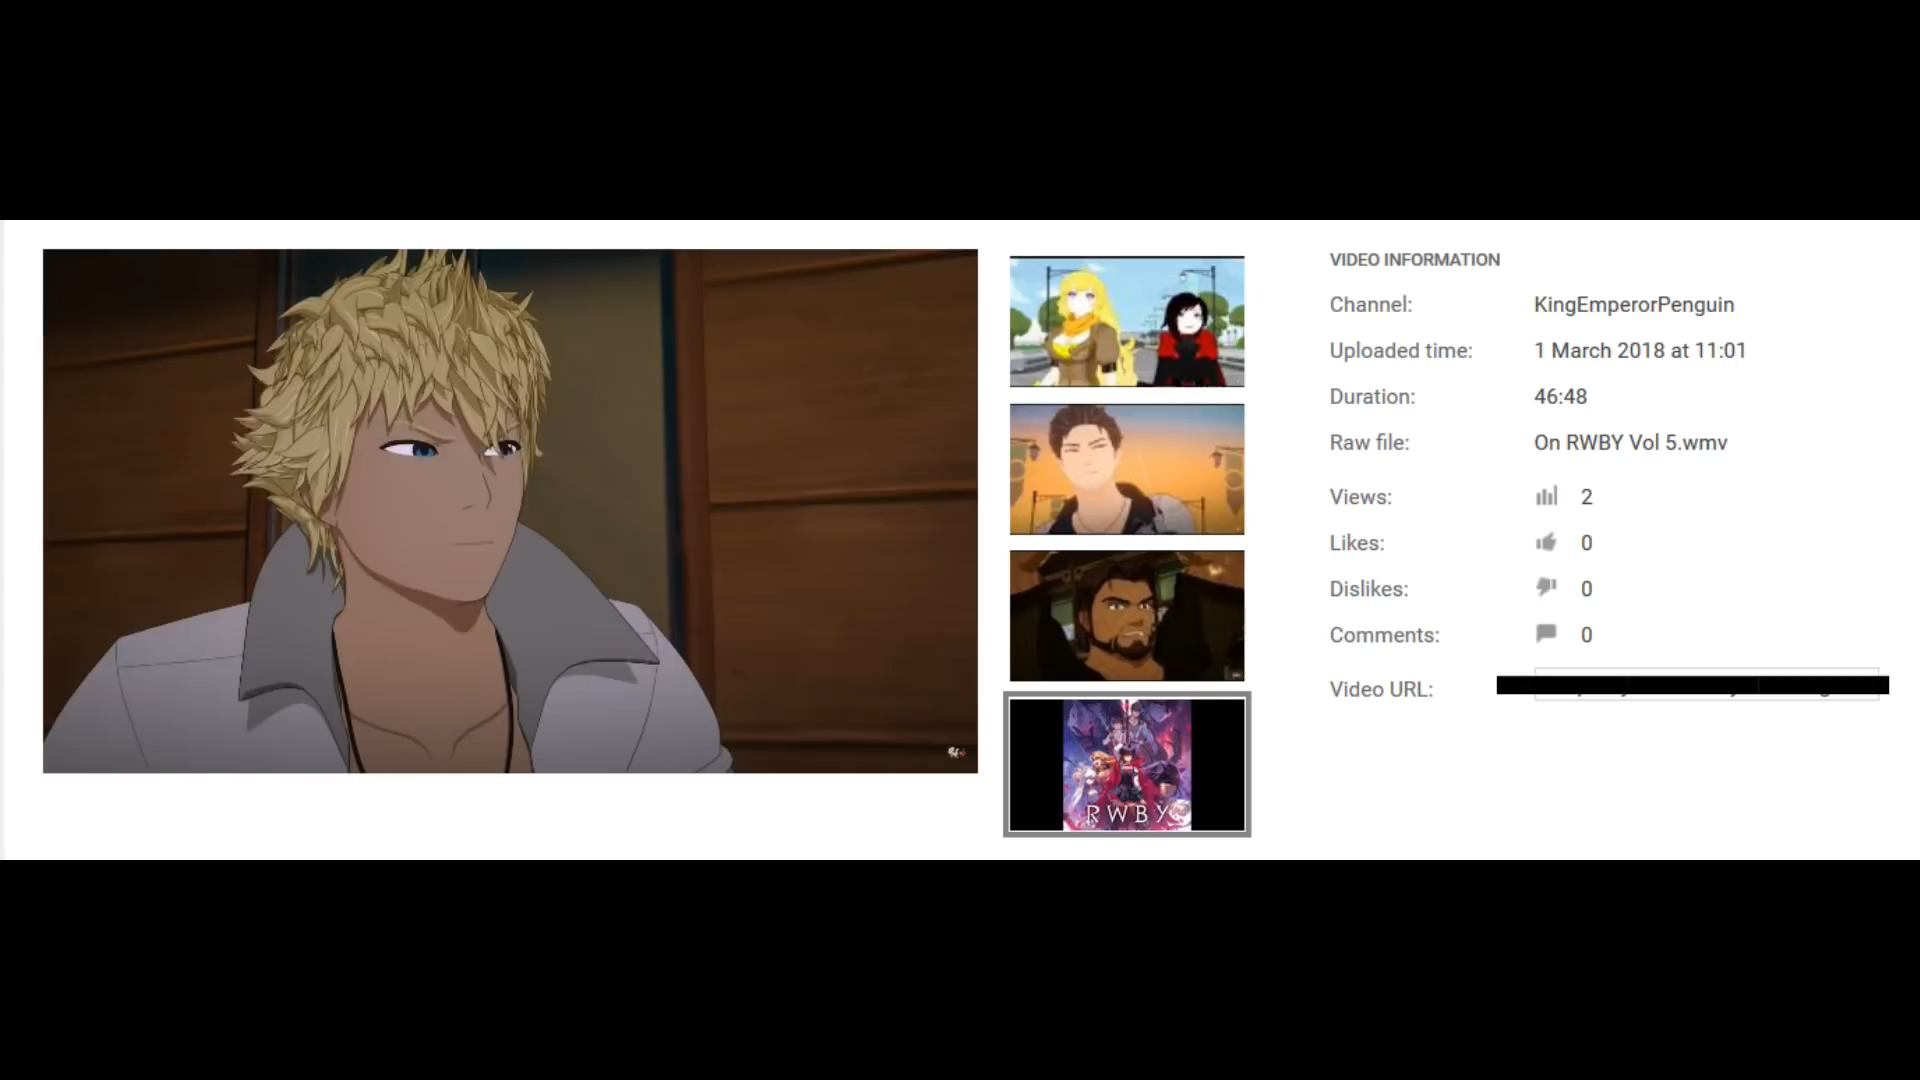 RWBY
VIDEO INFORMATION
Channel: KingEmperorPenguin
Uploaded time: 1 March 2018 at 11:01
Duration: 46:48
Raw file: On RWBY Vol 5.wmv
Views: 2
Likes: 0
Dislikes: 0
Comments: 0
Video URL: